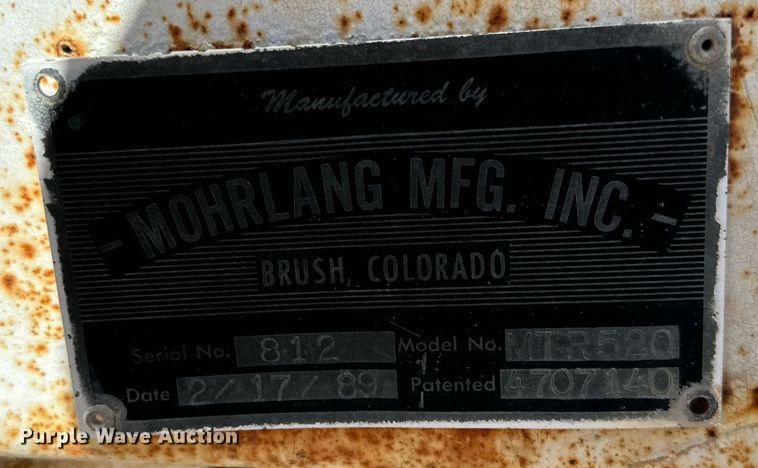 Manufactured by
- MOHRLANG MFG. INC. -
BRUSH, COLORADO
Serial No. 812 Model No. MTR520
Date 2/17/89 Patented 4707140
Purple Wave Auction